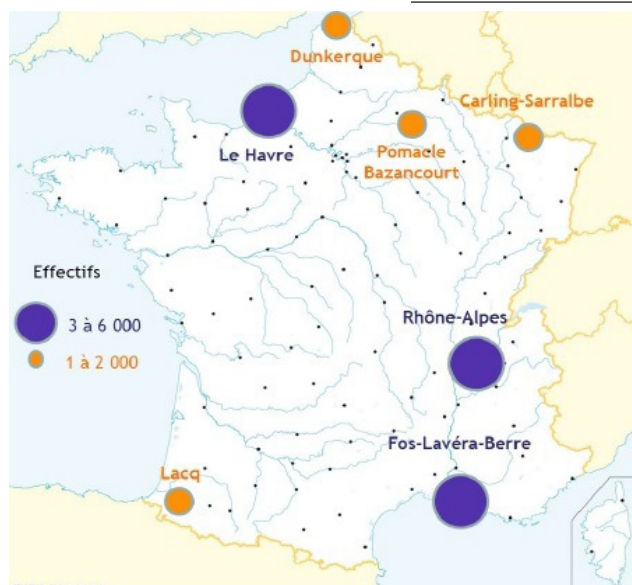 Dunkerque
Carling-Sarralbe
Le Havre
Pomacle
Bazancourt
Effectifs
3 à 6 000
1 à 2 000
Rhône-Alpes
Fos-Lavéra-Berre
Lacq